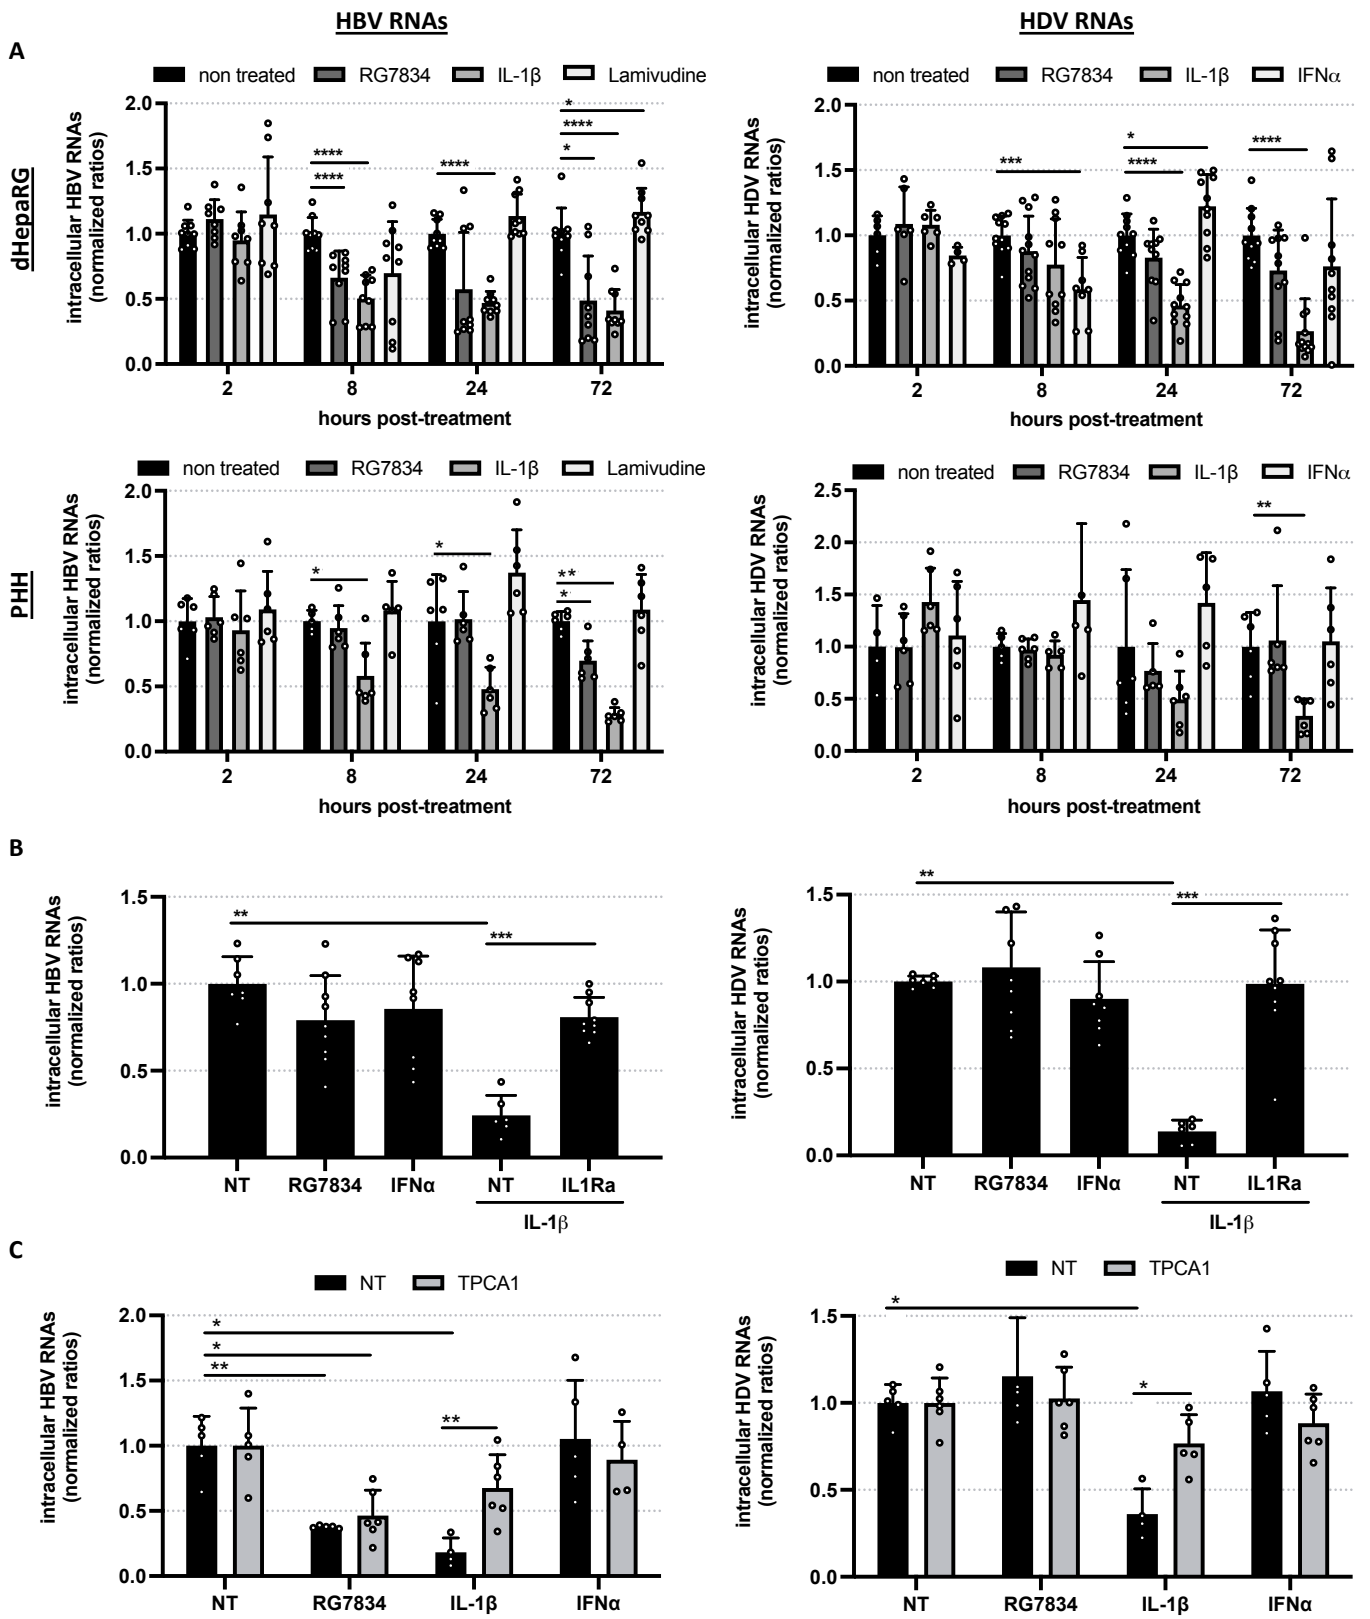 HBV RNAs
HDV RNAs
A
dHepaRG
non treated RG7834 IL-1β Lamivudine
intracellular HBV RNAs
(normalized ratios)
2.0
1.5
1.0
0.5
0.0
**** **** **** * **** *
2 8 24 72
hours post-treatment
non treated RG7834 IL-1β IFNα
intracellular HDV RNAs
(normalized ratios)
2.0
1.5
1.0
0.5
0.0
*** * **** ****
2 8 24 72
hours post-treatment
PHH
non treated RG7834 IL-1β Lamivudine
intracellular HBV RNAs
(normalized ratios)
2.0
1.5
1.0
0.5
0.0
* * ** *
2 8 24 72
hours post-treatment
non treated RG7834 IL-1β IFNα
intracellular HDV RNAs
(normalized ratios)
2.5
2.0
1.5
1.0
0.5
0.0
**
2 8 24 72
hours post-treatment
B
intracellular HBV RNAs
(normalized ratios)
1.5
1.0
0.5
0.0
** ***
NT RG7834 IFNα NT IL1Ra
IL-1β
intracellular HDV RNAs
(normalized ratios)
1.5
1.0
0.5
0.0
** ***
NT RG7834 IFNα NT IL1Ra
IL-1β
C
NT TPCA1
intracellular HBV RNAs
(normalized ratios)
2.0
1.5
1.0
0.5
0.0
*
*
**
**
NT RG7834 IL-1β IFNα
NT TPCA1
intracellular HDV RNAs
(normalized ratios)
1.5
1.0
0.5
0.0
*
*
NT RG7834 IL-1β IFNα